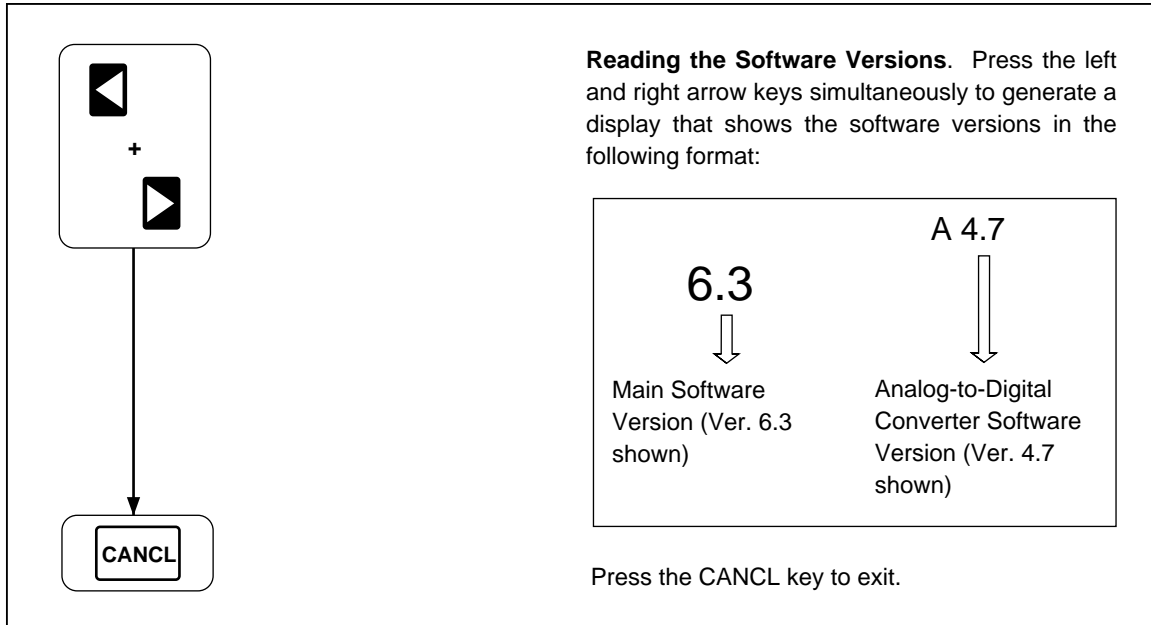 +
CANCL
Reading the Software Versions. Press the left
and right arrow keys simultaneously to generate a
display that shows the software versions in the
following format:
6.3
Main Software
Version (Ver. 6.3
shown)
A 4.7
Analog-to-Digital
Converter Software
Version (Ver. 4.7
shown)
Press the CANCL key to exit.